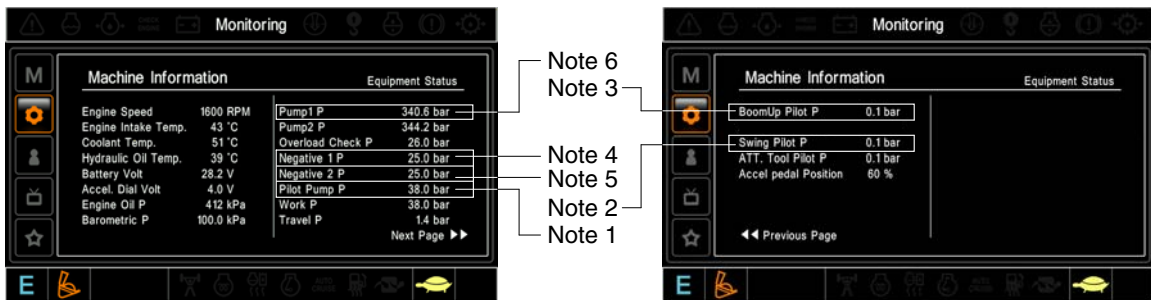 Monitoring
M
Machine Information
Equipment Status
Engine Speed 1600 RPM
Engine Intake Temp. 43 °C
Coolant Temp. 51 °C
Hydraulic Oil Temp. 39 °C
Battery Volt 28.2 V
Accel. Dial Volt 4.0 V
Engine Oil P 412 kPa
Barometric P 100.0 kPa
Pump1 P 340.6 bar
Pump2 P 344.2 bar
Overload Check P 26.0 bar
Negative 1 P 25.0 bar
Negative 2 P 25.0 bar
Pilot Pump P 38.0 bar
Work P 38.0 bar
Travel P 1.4 bar
Next Page ▶▶
E
AUTO
CRUISE
Note 6
Note 3
Note 4
Note 5
Note 2
Note 1
Monitoring
M
Machine Information
Equipment Status
BoomUp Pilot P 0.1 bar
Swing Pilot P 0.1 bar
ATT. Tool Pilot P 0.1 bar
Accel pedal Position 60 %
◀◀ Previous Page
E
AUTO
CRUISE